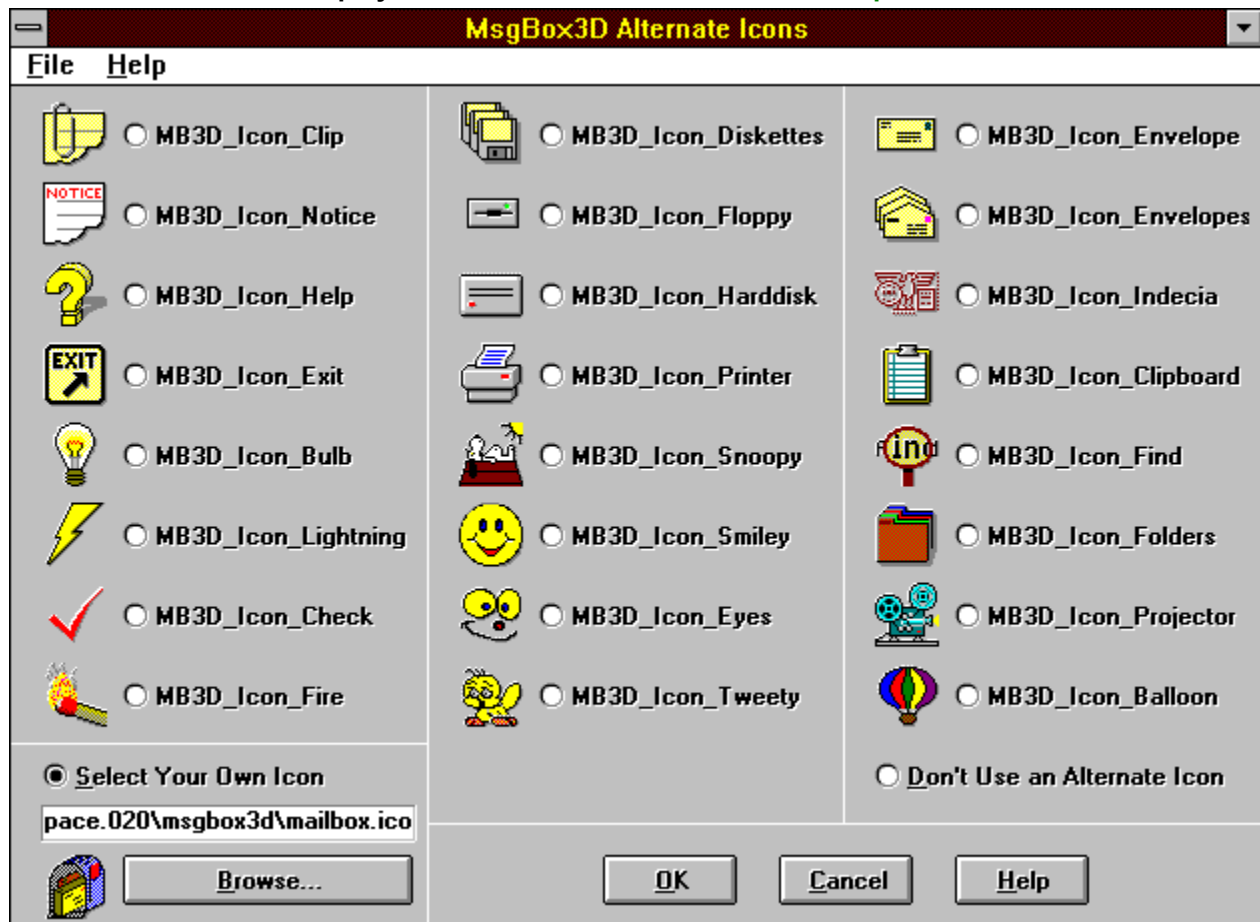 MsgBox3D Alternate Icons
File Help
MB3D_Icon_Clip
NOTICE
MB3D_Icon_Notice
MB3D_Icon_Help
EXIT
MB3D_Icon_Exit
MB3D_Icon_Bulb
MB3D_Icon_Lightning
MB3D_Icon_Check
MB3D_Icon_Fire
MB3D_Icon_Diskettes
MB3D_Icon_Floppy
MB3D_Icon_Harddisk
MB3D_Icon_Printer
MB3D_Icon_Snoopy
MB3D_Icon_Smiley
MB3D_Icon_Eyes
MB3D_Icon_Tweety
MB3D_Icon_Envelope
MB3D_Icon_Envelopes
MB3D_Icon_Indecia
MB3D_Icon_Clipboard
MB3D_Icon_Find
MB3D_Icon_Folders
MB3D_Icon_Projector
MB3D_Icon_Balloon
Select Your Own Icon
pace.020\msgbox3d\mailbox.ico
Browse...
Don't Use an Alternate Icon
OK Cancel Help